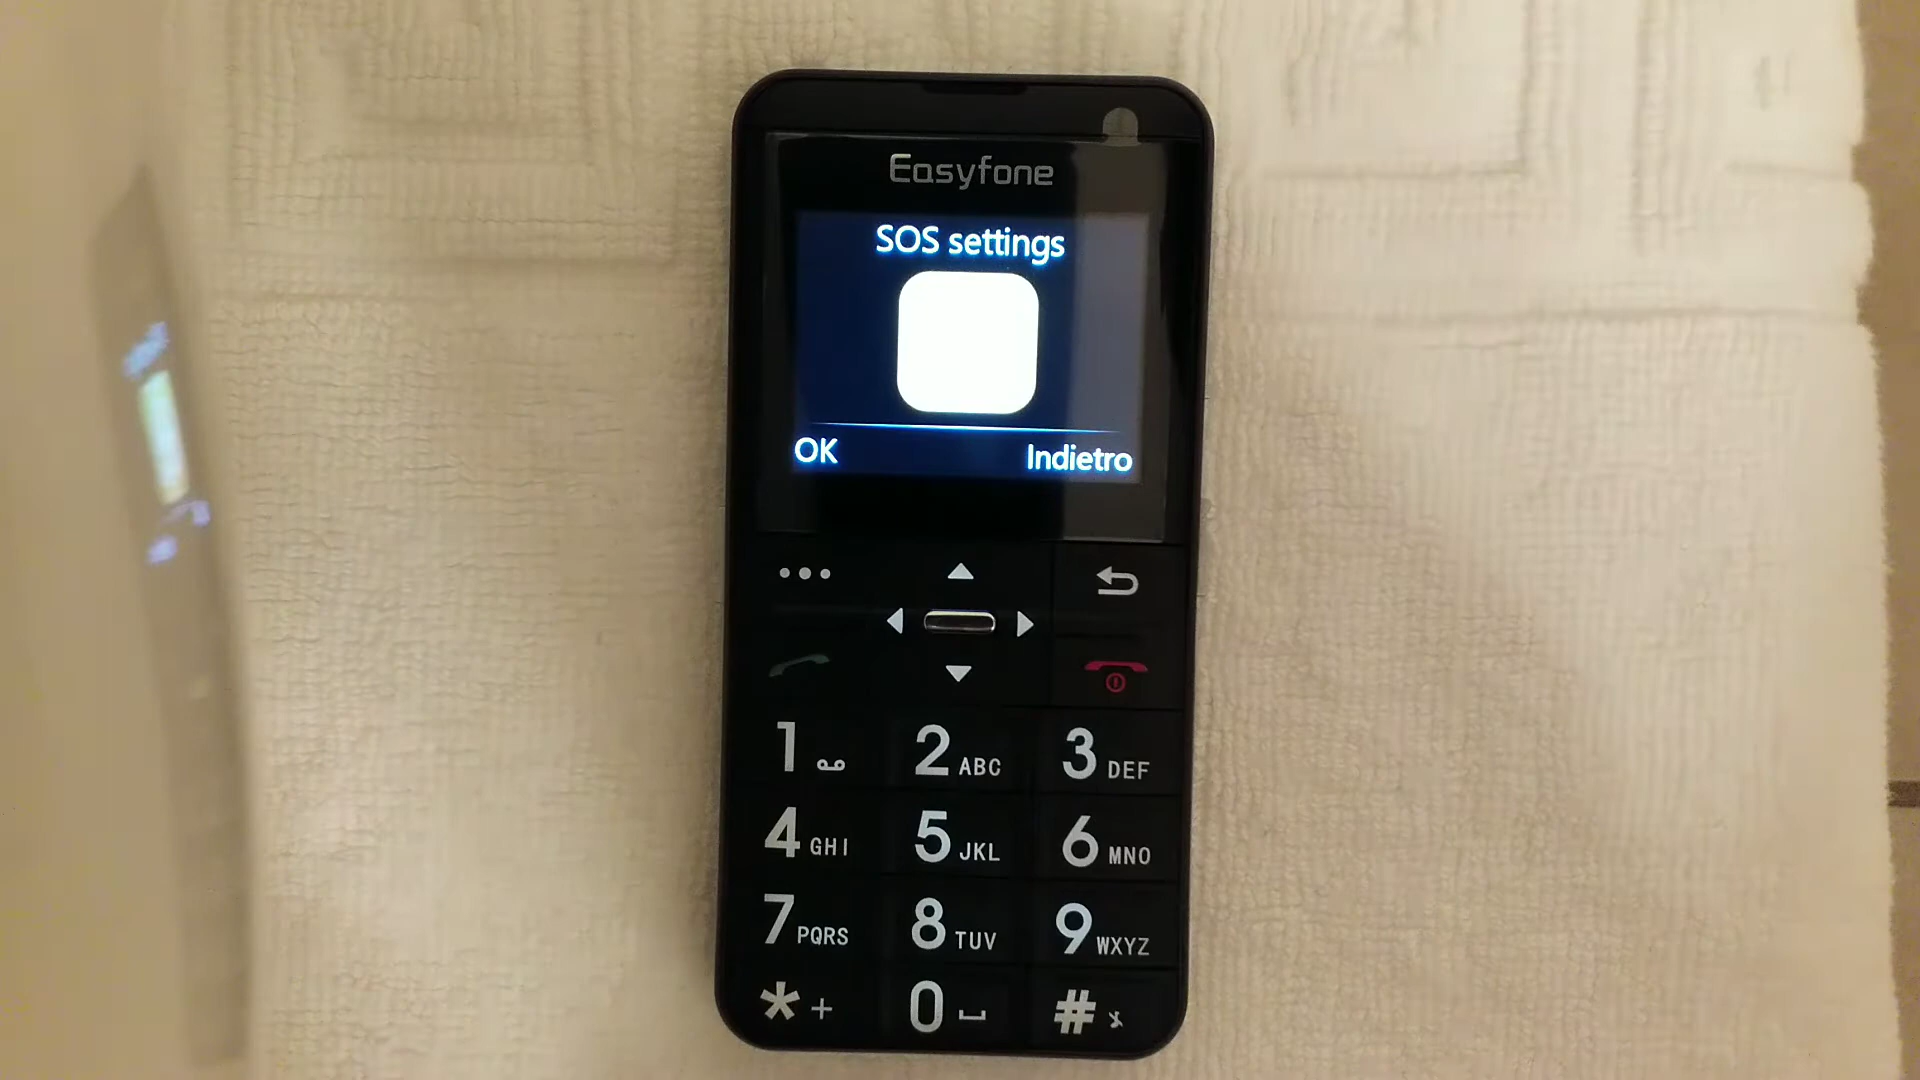 Easyfone
SOS settings
OK Indietro
1 2 ABC 3 DEF
4 GHI 5 JKL 6 MNO
7 PQRS 8 TUV 9 WXYZ
* + 0 #